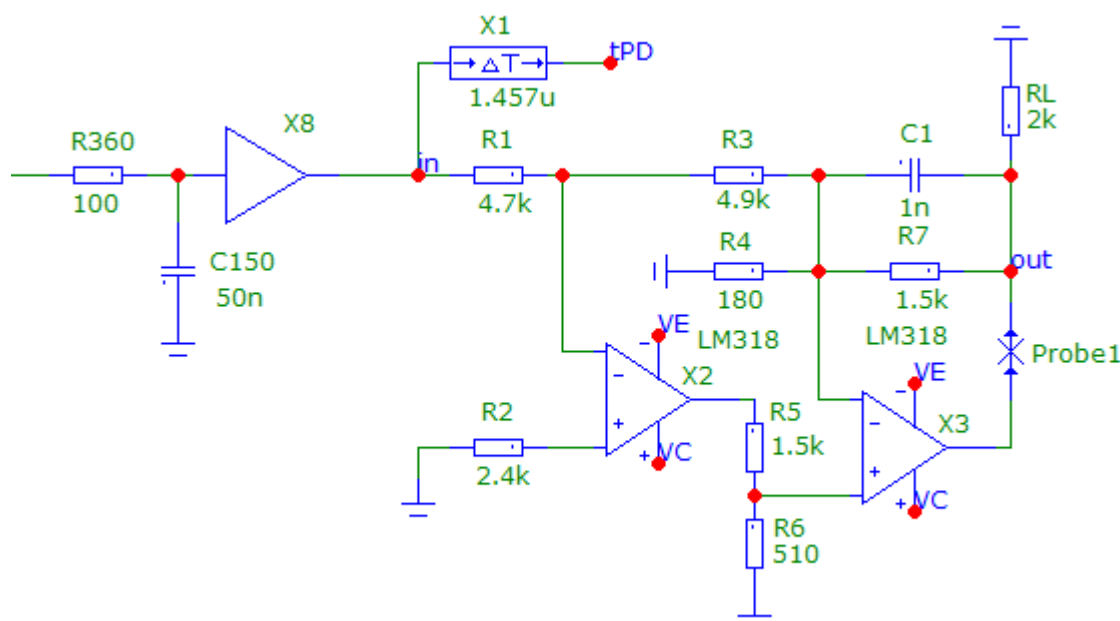 X1
tPD
1.457u
R360
100
X8
in
R1
4.7k
R3
4.9k
C1
1n
RL
2k
C150
50n
R4
180
R7
1.5k
out
LM318
LM318
VE
VE
Probe1
X2
X3
R2
2.4k
VC
VC
R5
1.5k
R6
510